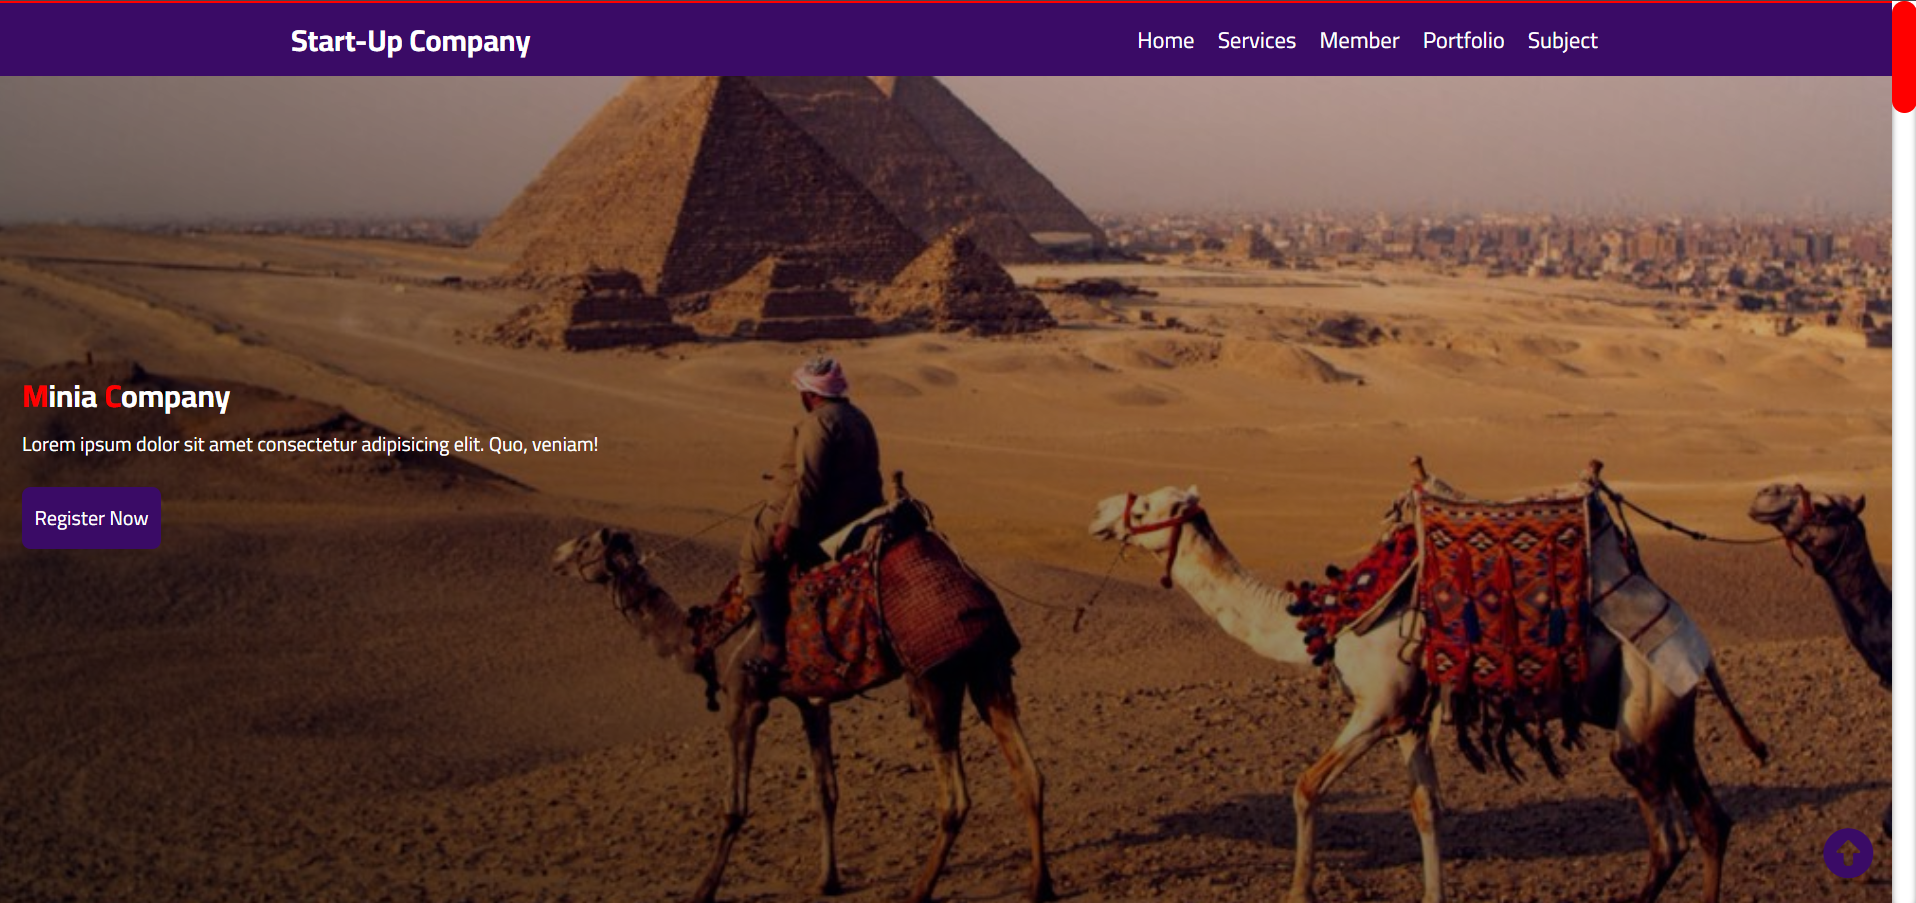 Start-Up Company
Home Services Member Portfolio Subject
Minia Company
Lorem ipsum dolor sit amet consectetur adipisicing elit. Quo, veniam!
Register Now